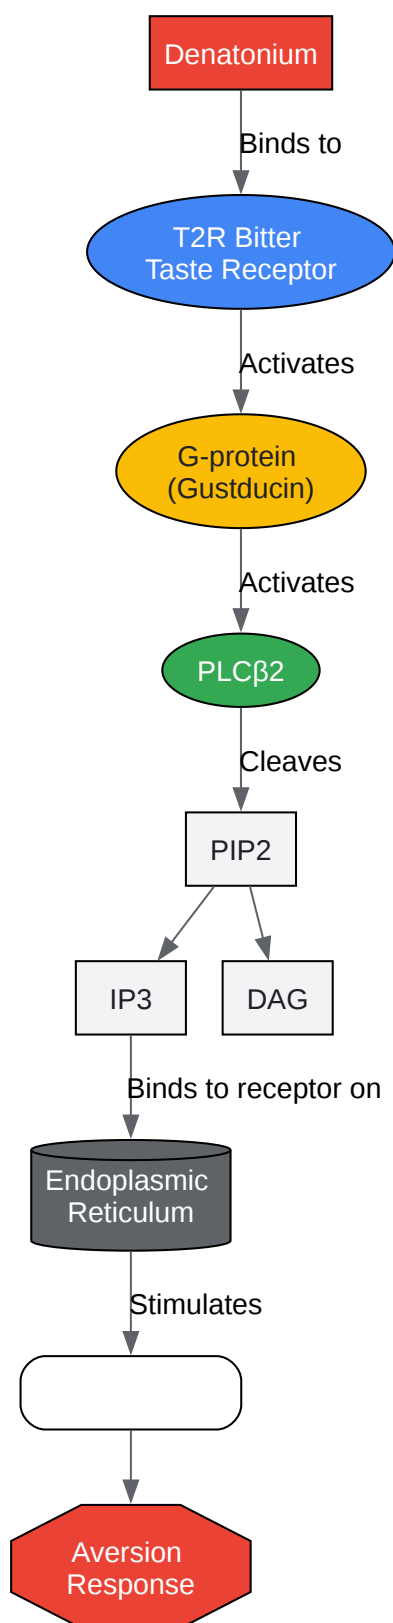 Denatonium
Binds to
T2R Bitter
Taste Receptor
Activates
G-protein
(Gustducin)
Activates
PLCβ2
Cleaves
PIP2
IP3
DAG
Binds to receptor on
Endoplasmic
Reticulum
Stimulates
Aversion
Response